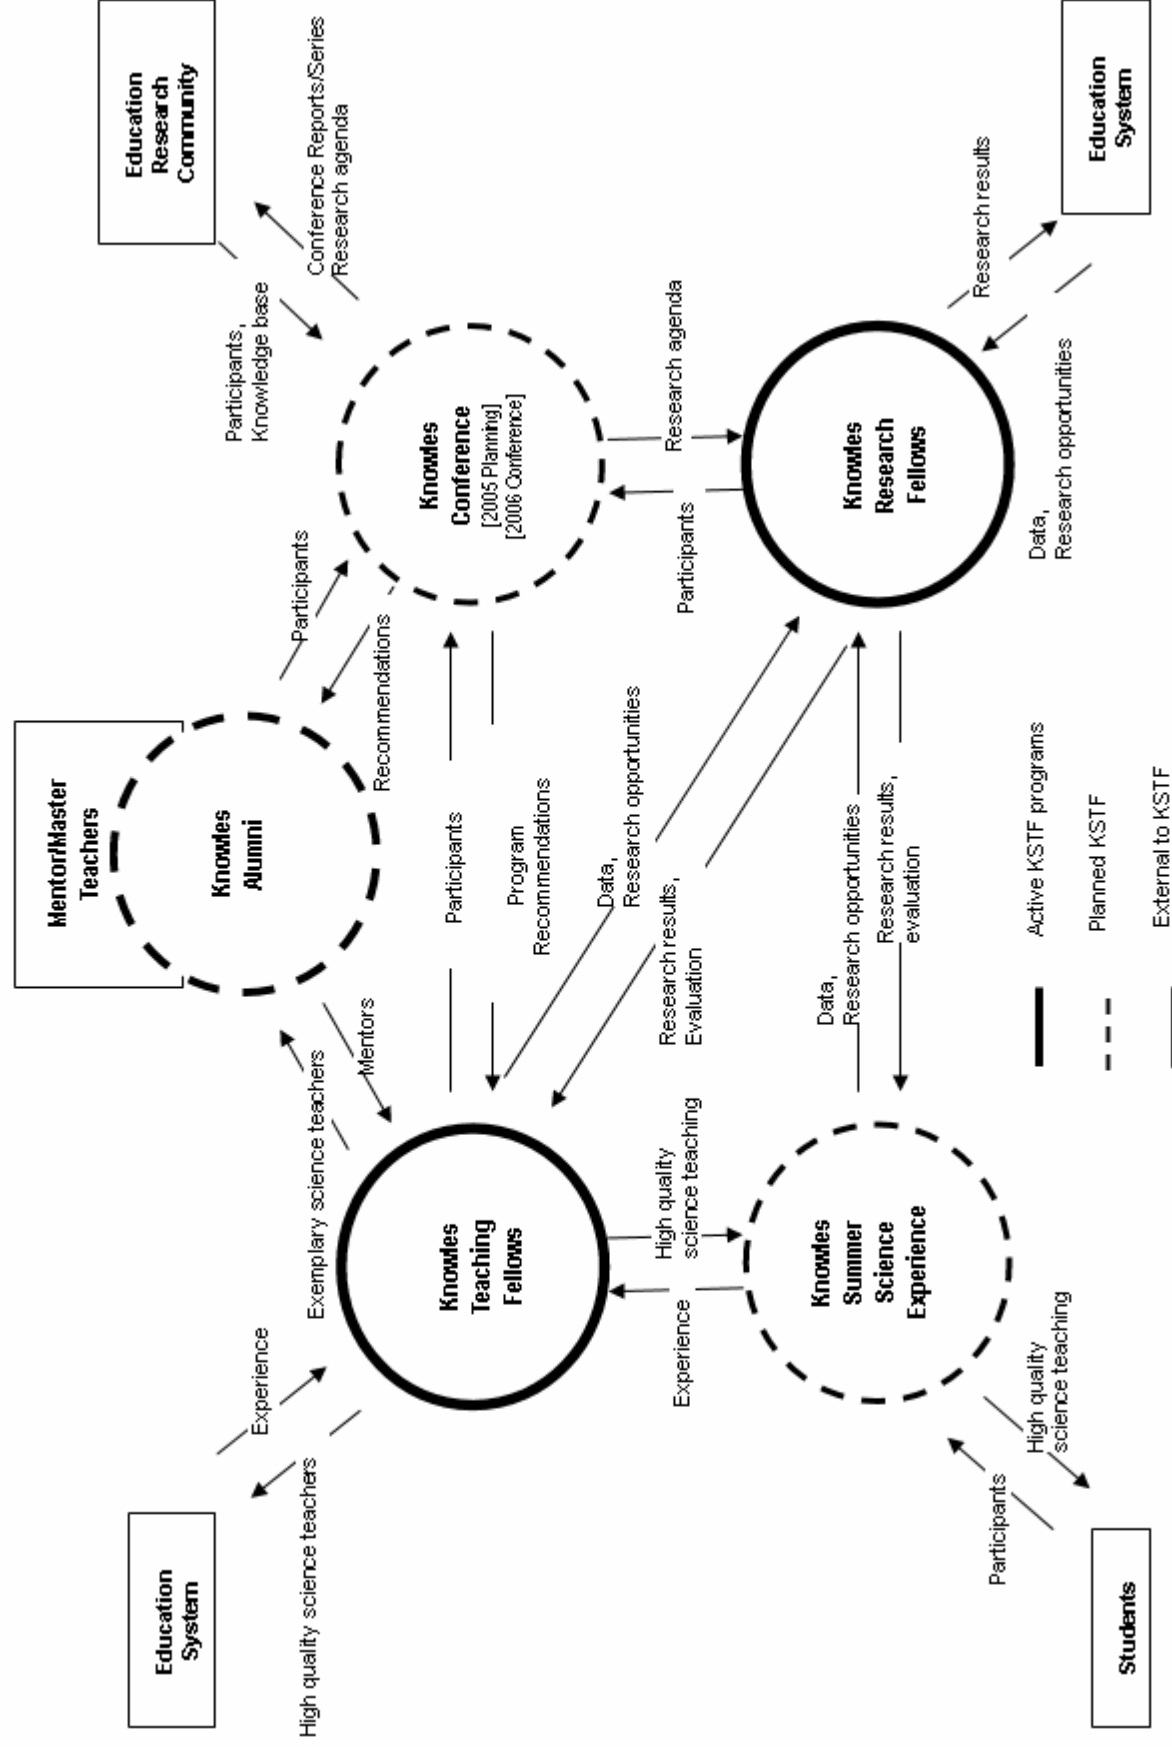 Mentor/Master
Teachers
Education
System
Education
Research
Community
Knowles
Alumni
Experience
High quality science teachers
Exemplary science teachers
Mentors
Participants
Recommendations
Participants,
Knowledge base
Conference Reports/Series
Research agenda
Knowles
Teaching
Fellows
Participants
Program
Recommendations
Knowles
Conference
[2005 Planning]
[2006 Conference]
Data,
Research opportunities
Research results,
Evaluation
Experience
High quality
science teaching
Participants
Research agenda
Knowles
Summer
Science
Experience
Data,
Research opportunities
Research results,
evaluation
Knowles
Research
Fellows
Research results
Data,
Research opportunities
Participants
High quality
science teaching
Students
Education
System
Active KSTF programs
Planned KSTF
External to KSTF